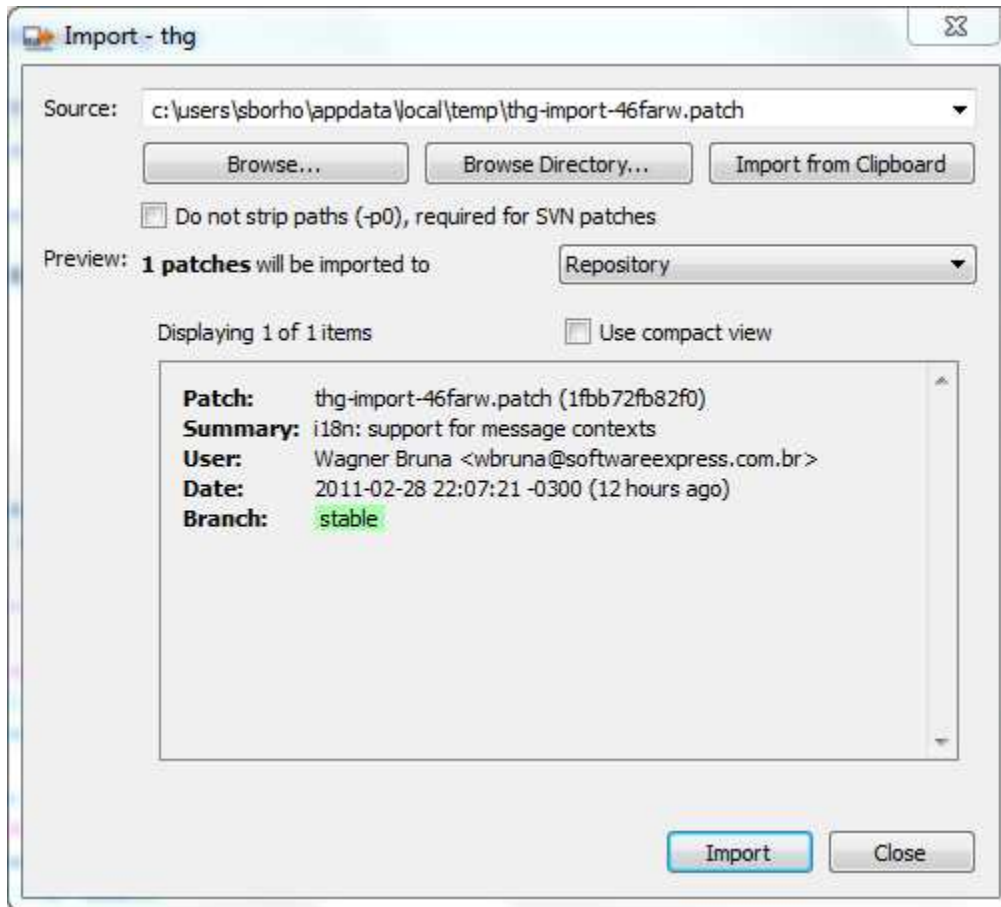 Import - thg
Source: c:\users\sborho\appdata\local\temp\thg-import-46farw.patch
Browse... Browse Directory... Import from Clipboard
Do not strip paths (-p0), required for SVN patches
Preview: 1 patches will be imported to Repository
Displaying 1 of 1 items Use compact view
Patch: thg-import-46farw.patch (1fbb72fb82f0)
Summary: i18n: support for message contexts
User: Wagner Bruna <wbruna@softwareexpress.com.br>
Date: 2011-02-28 22:07:21 -0300 (12 hours ago)
Branch: stable
Import Close